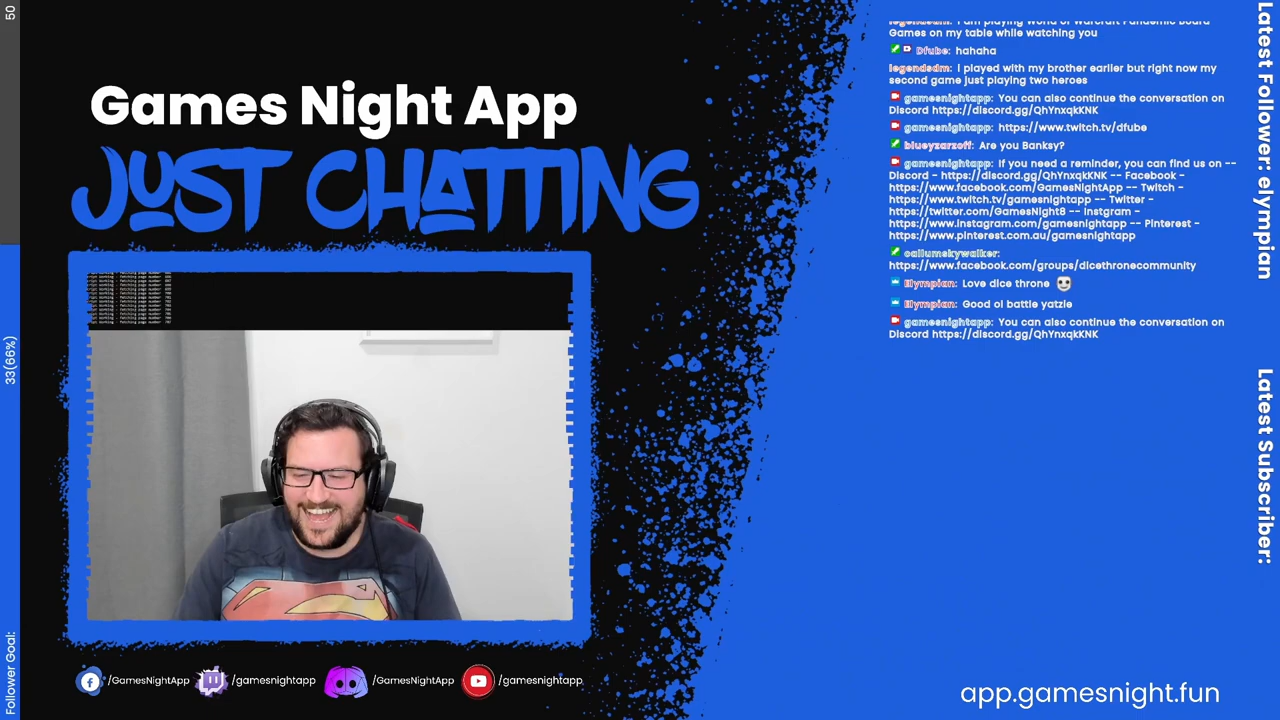 50
33(66%)
Follower Goal:
Games Night App
JUST CHATTING
/GamesNightApp
/gamesnightapp
/GamesNightApp
/gamesnightapp
Games on my table while watching you
Dfube: hahaha
legendsdm: I played with my brother earlier but right now my
second game just playing two heroes
gamesnightapp: You can also continue the conversation on
Discord https://discord.gg/QhYnxqkKNK
gamesnightapp: https://www.twitch.tv/dfube
blueyzarzoff: Are you Banksy?
gamesnightapp: If you need a reminder, you can find us on --
Discord - https://discord.gg/QhYnxqkKNK -- Facebook -
https://www.facebook.com/GamesNightApp -- Twitch -
https://www.twitch.tv/gamesnightapp -- Twitter -
https://twitter.com/GamesNight8 -- Instgram -
https://www.instagram.com/gamesnightapp -- Pinterest -
https://www.pinterest.com.au/gamesnightapp
callumskywalker:
https://www.facebook.com/groups/dicethronecommunity
Elympian: Love dice throne
Elympian: Good ol battle yatzie
gamesnightapp: You can also continue the conversation on
Discord https://discord.gg/QhYnxqkKNK
Latest Follower: elympian
Latest Subscriber:
app.gamesnight.fun